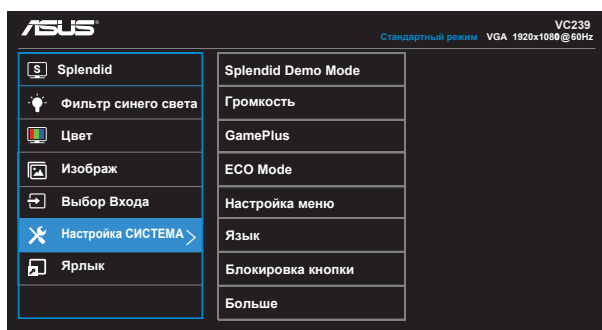 ASUS
VC239
Стандартный режим VGA 1920x1080@60Hz
S Splendid
Фильтр синего света
Цвет
Изображ
Выбор Входа
Настройка СИСТЕМА >
Ярлык
Splendid Demo Mode
Громкость
GamePlus
ECO Mode
Настройка меню
Язык
Блокировка кнопки
Больше